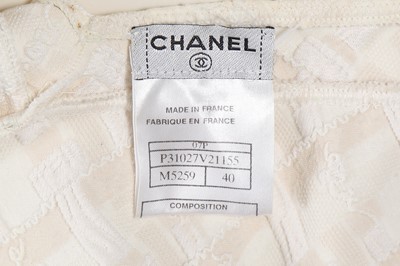 CHANEL
MADE IN FRANCE
FABRIQUE EN FRANCE
07P
P31027V21155
M5259 40
COMPOSITION